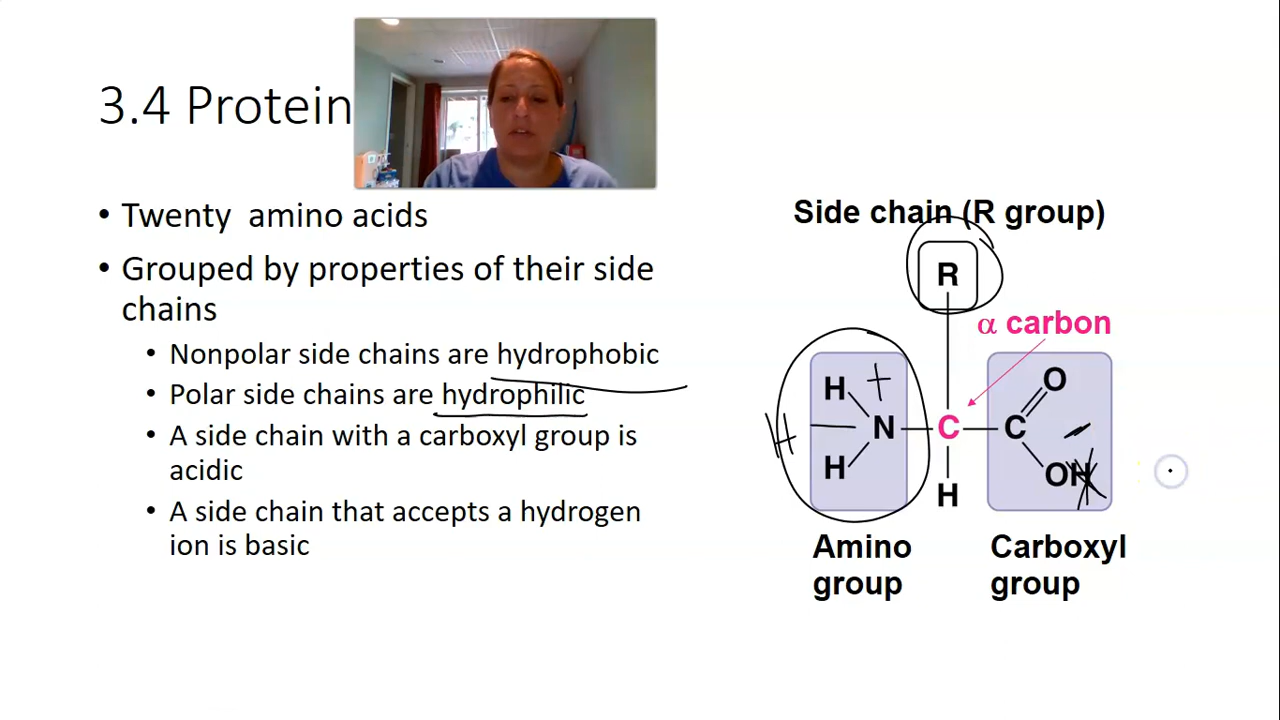 3.4 Protein
• Twenty  amino acids
• Grouped by properties of their side
chains
• Nonpolar side chains are hydrophobic
• Polar side chains are hydrophilic
• A side chain with a carboxyl group is
acidic
• A side chain that accepts a hydrogen
ion is basic
Side chain (R group)
R
α carbon
H +
O
H N C C
H
OH
H
Amino
group
Carboxyl
group
-